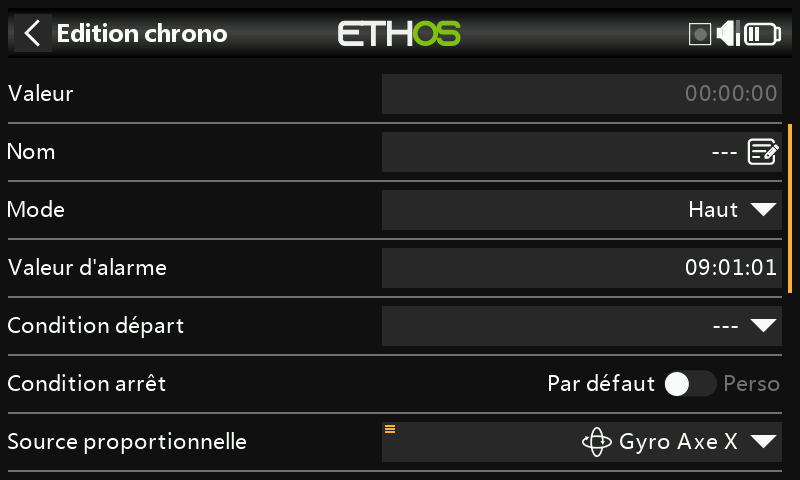 Edition chrono
ETHOS
Valeur
00:00:00
Nom
---
Mode
Haut
Valeur d'alarme
09:01:01
Condition départ
---
Condition arrêt
Par défaut
Perso
Source proportionnelle
Gyro Axe X